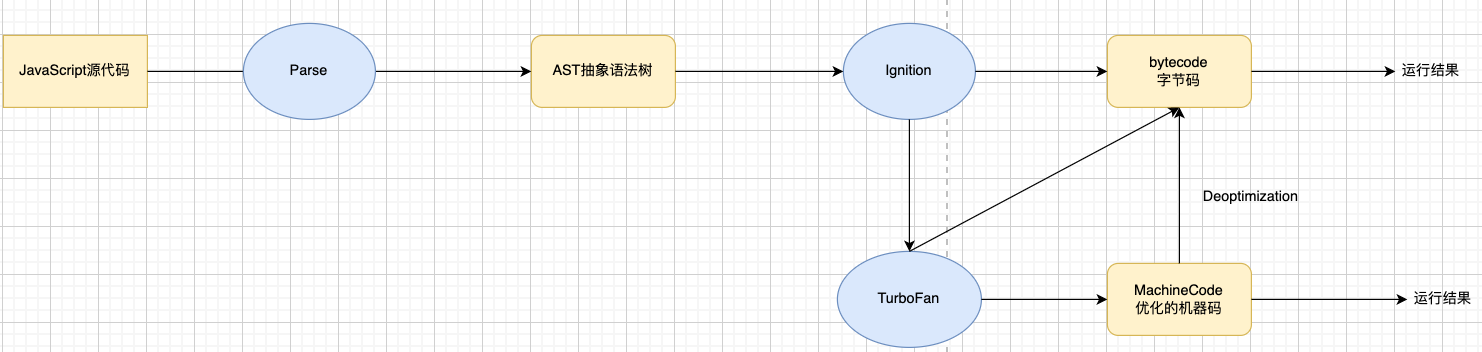 JavaScript源代码
Parse
AST抽象语法树
Ignition
bytecode
字节码
运行结果
Deoptimization
TurboFan
MachineCode
优化的机器码
运行结果